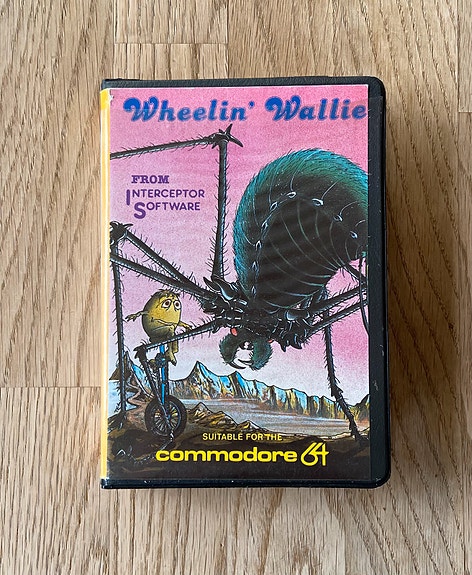 Wheelin' Wallie
FROM
INTERCEPTOR
SOFTWARE
SUITABLE FOR THE
commodore 64